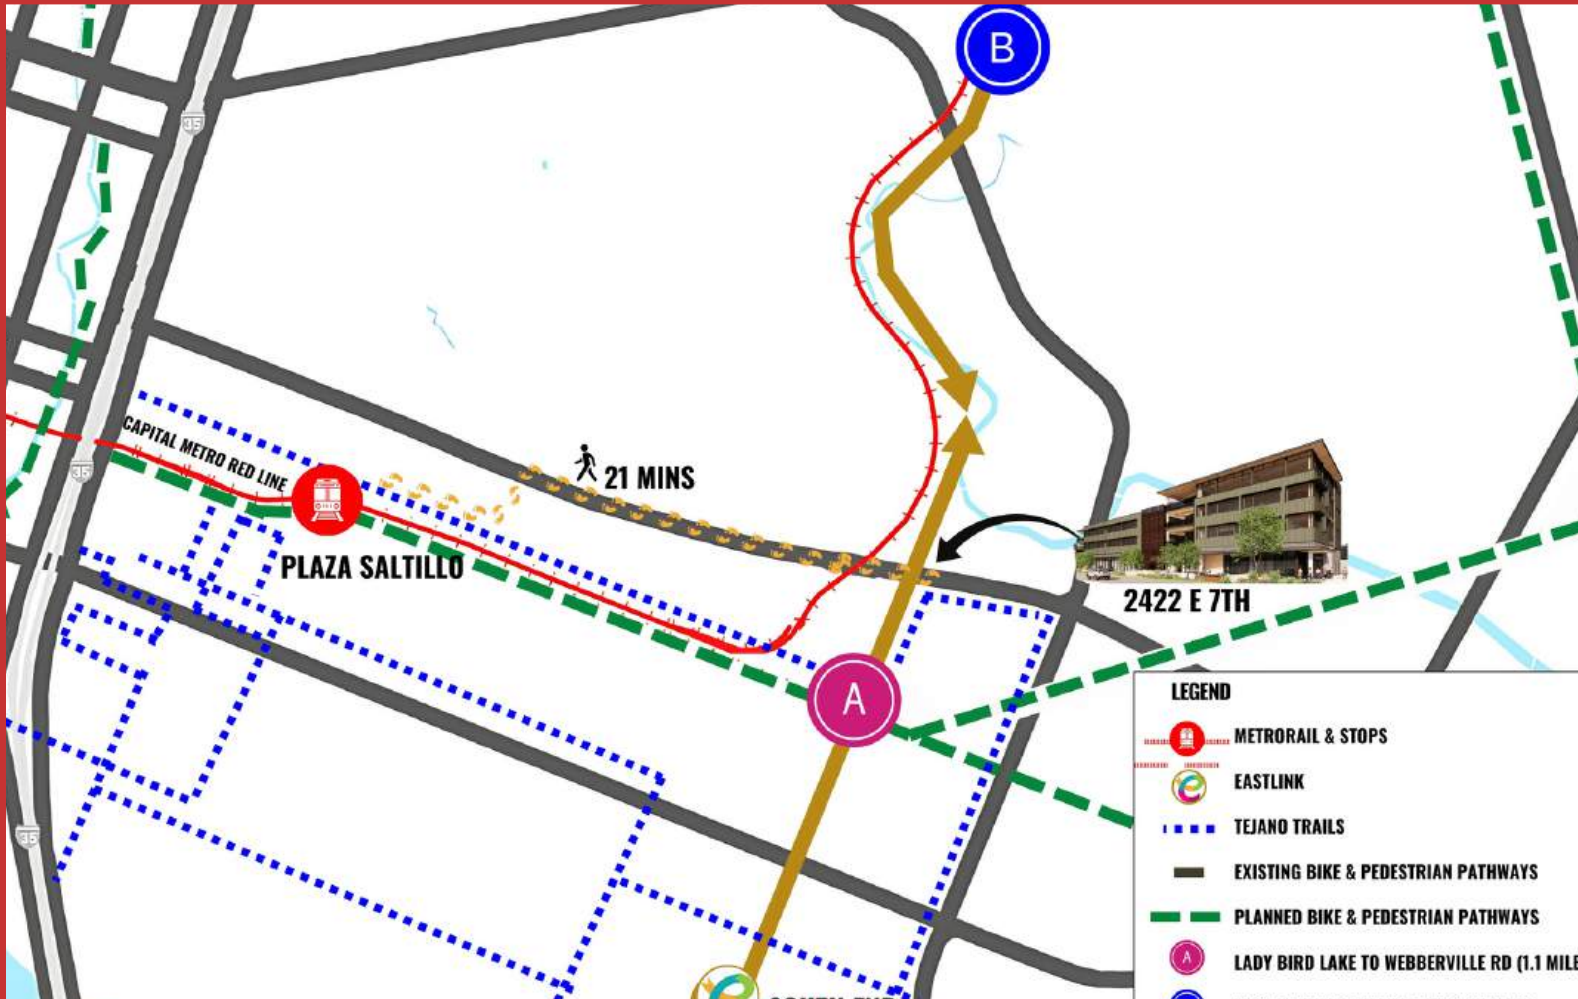 B
35
CAPITAL METRO RED LINE
21 MINS
35
PLAZA SALTILLO
2422 E 7TH
A
LEGEND
METRORAIL & STOPS
EASTLINK
TEJANO TRAILS
35
EXISTING BIKE & PEDESTRIAN PATHWAYS
PLANNED BIKE & PEDESTRIAN PATHWAYS
A
LADY BIRD LAKE TO WEBBERVILLE RD (1.1 MILE